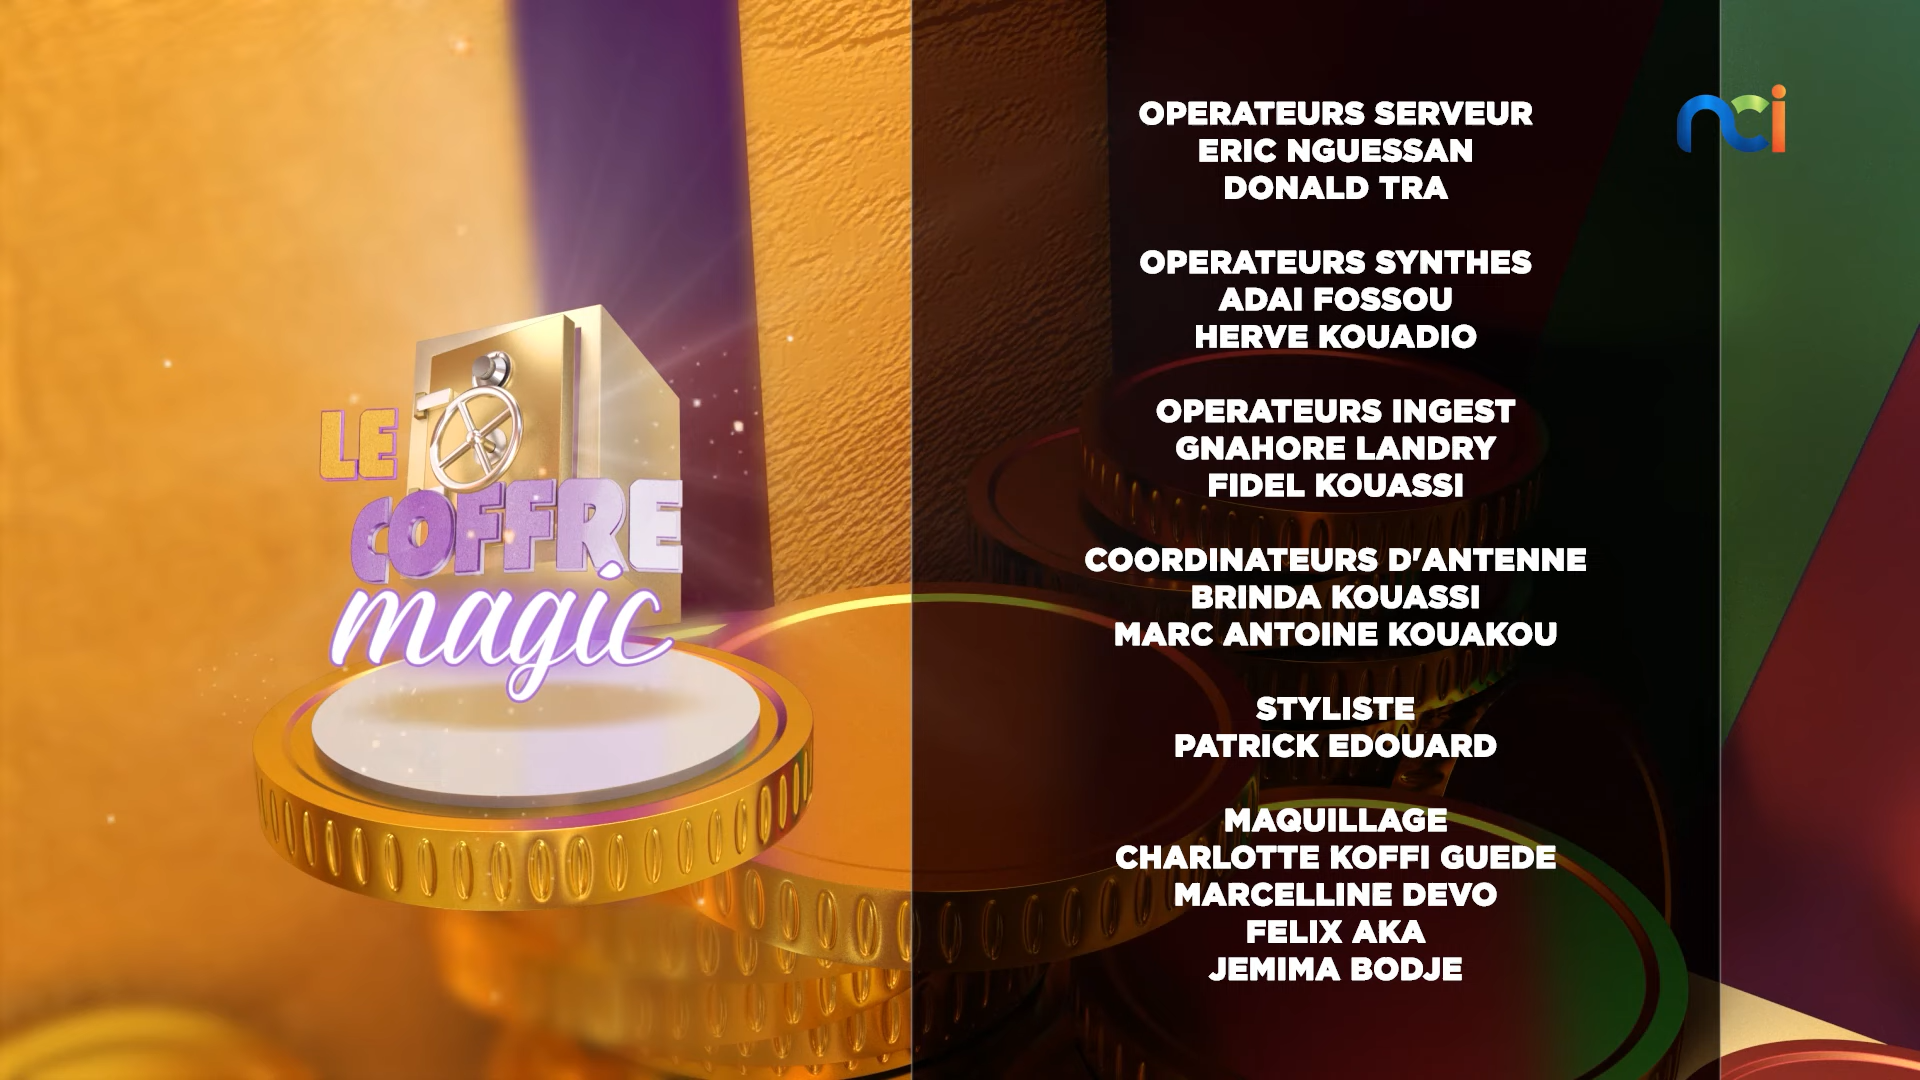 LE
COFFRE
magic
nci
OPERATEURS SERVEUR
ERIC NGUESSAN
DONALD TRA
OPERATEURS SYNTHES
ADAI FOSSOU
HERVE KOUADIO
OPERATEURS INGEST
GNAHORE LANDRY
FIDEL KOUASSI
COORDINATEURS D'ANTENNE
BRINDA KOUASSI
MARC ANTOINE KOUAKOU
STYLISTE
PATRICK EDOUARD
MAQUILLAGE
CHARLOTTE KOFFI GUEDE
MARCELLINE DEVO
FELIX AKA
JEMIMA BODJE